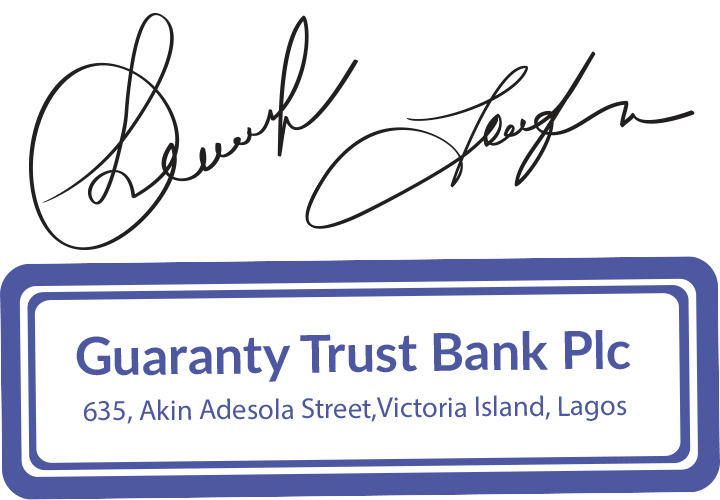 Guaranty Trust Bank Plc
635, Akin Adesola Street,Victoria Island, Lagos